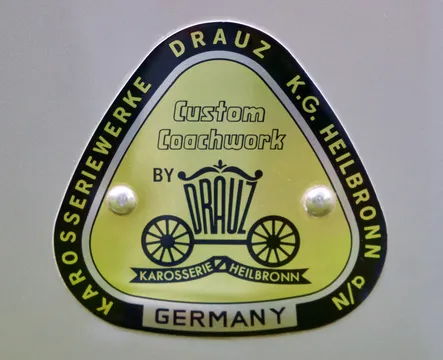 KAROSSERIEWERKE DRAUZ K.G. HEILBRONN a/N
Custom
Coachwork
BY DRAUZ
KAROSSERIE HEILBRONN
GERMANY